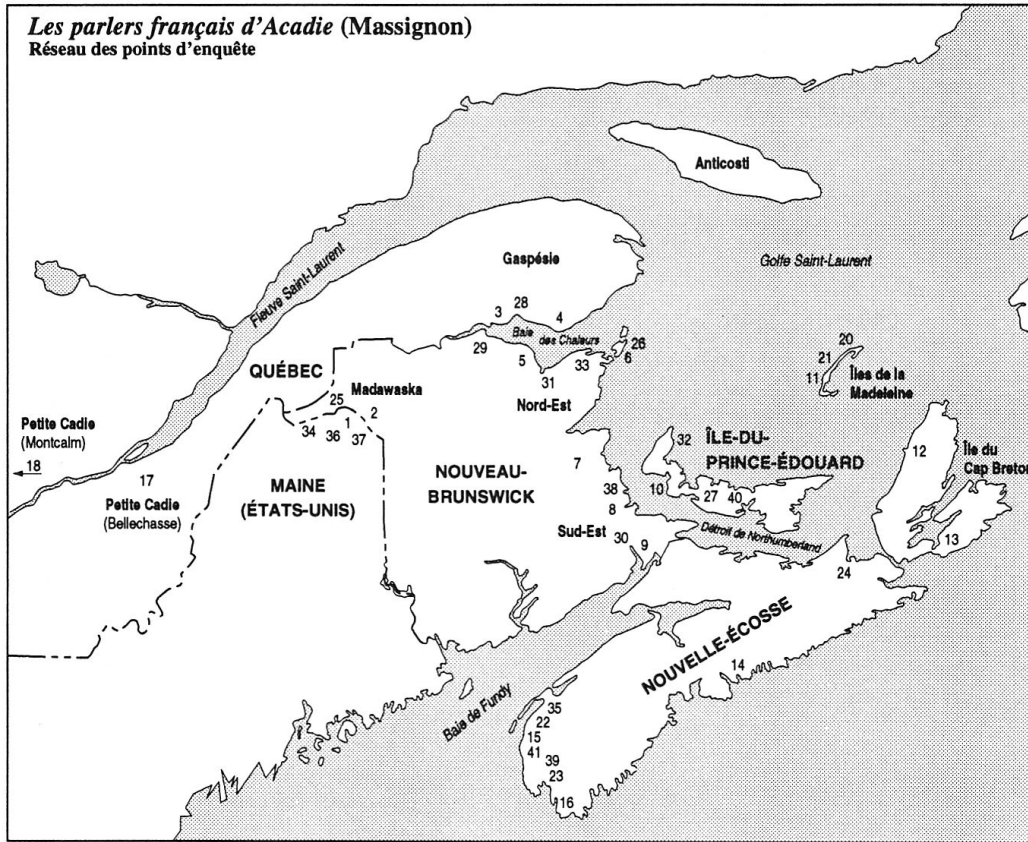 Les parlers français d'Acadie (Massignon)
Réseau des points d'enquête
Anticosti
Gaspésie
Golfe Saint-Laurent
Fleuve Saint-Laurent
3
28
4
Baie des Chaleurs
29
5
33
31
26
6
Nord-Est
20
21
11
Îles de la
Madeleine
QUÉBEC
Madawaska
25
2
34
36
1
37
Petite Cadie
(Montcalm)
18
17
Petite Cadie
(Bellechasse)
MAINE
(ÉTATS-UNIS)
NOUVEAU-
BRUNSWICK
7
38
8
Sud-Est
30
9
32
ÎLE-DU-
PRINCE-ÉDOUARD
10
27
40
Détroit de Northumberland
12
Île du
Cap Breton
13
24
NOUVELLE-ÉCOSSE
14
Baie de Fundy
35
22
15
41
39
23
16